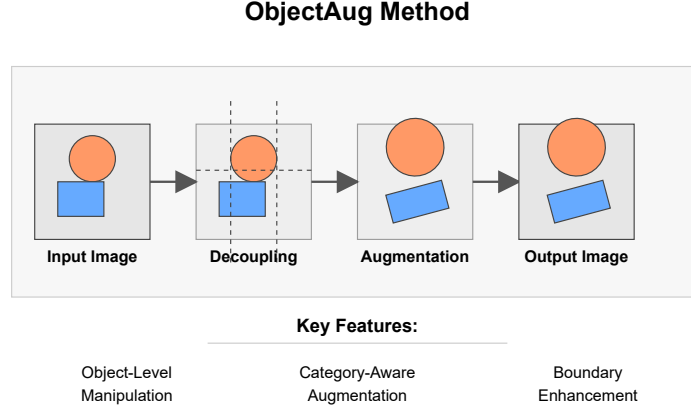 ObjectAug Method
Input Image
Decoupling
Augmentation
Output Image
Key Features:
Object-Level
Manipulation
Category-Aware
Augmentation
Boundary
Enhancement